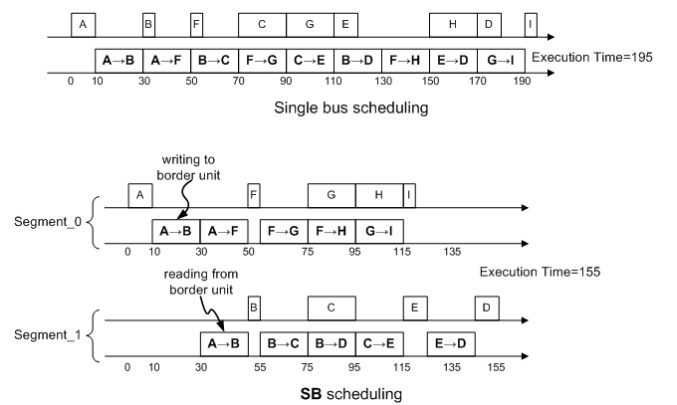 A B F C G E H D I
A→B A→F B→C F→G C→E B→D F→H E→D G→I Execution Time=195
0 10 30 50 70 90 110 130 150 170 190
Single bus scheduling
writing to
border unit
A F G H I
Segment_0
A→B A→F F→G F→H G→I
0 10 30 50 75 95 115 135
reading from
border unit
Execution Time=155
B C E D
Segment_1
A→B B→C B→D C→E E→D
0 10 30 55 75 95 115 135 155
SB scheduling